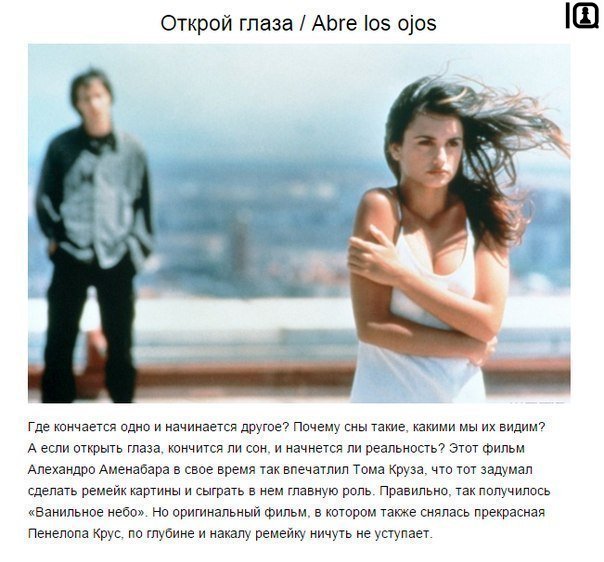 Открой глаза / Abre los ojos
IQ
Где кончается одно и начинается другое? Почему сны такие, какими мы их видим?
А если открыть глаза, кончится ли сон, и начнется ли реальность? Этот фильм
Алехандро Аменабара в свое время так впечатлил Тома Круза, что тот задумал
сделать ремейк картины и сыграть в нем главную роль. Правильно, так получилось
«Ванильное небо». Но оригинальный фильм, в котором также снялась прекрасная
Пенелопа Крус, по глубине и накалу ремейку ничуть не уступает.